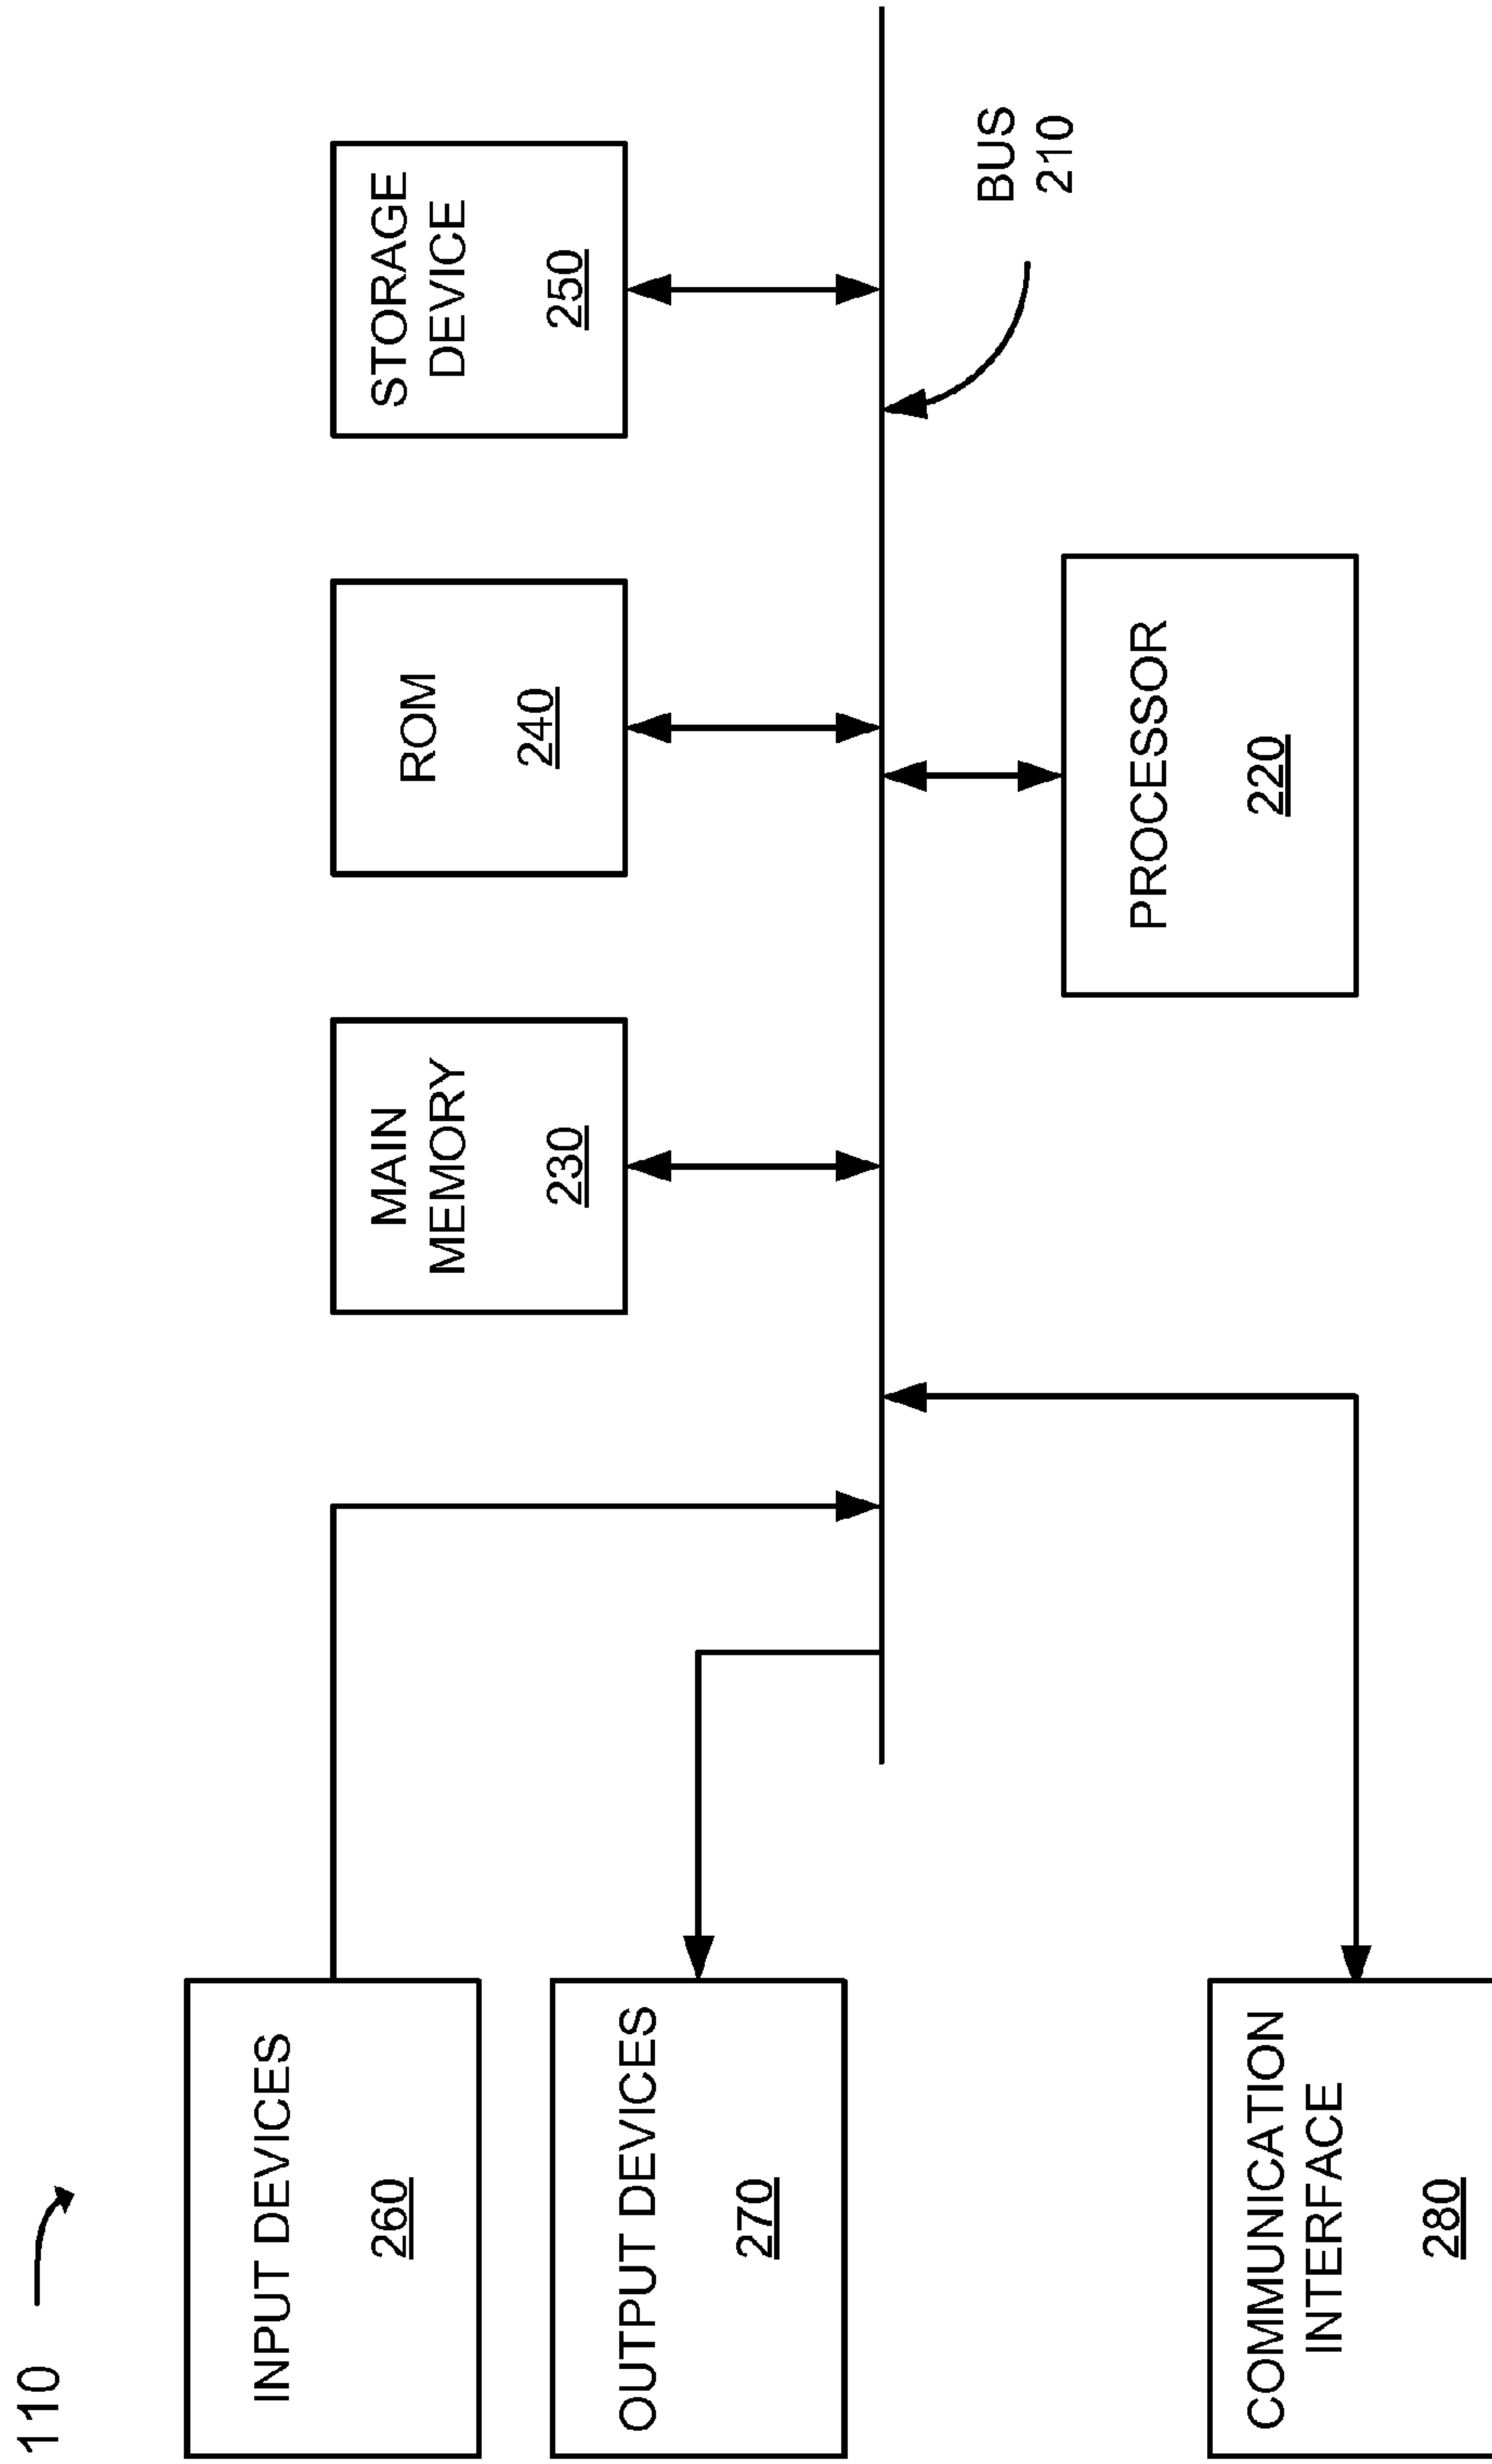 110
INPUT DEVICES
260
OUTPUT DEVICES
270
COMMUNICATION
INTERFACE
280
MAIN
MEMORY
230
ROM
240
STORAGE
DEVICE
250
PROCESSOR
220
BUS
210